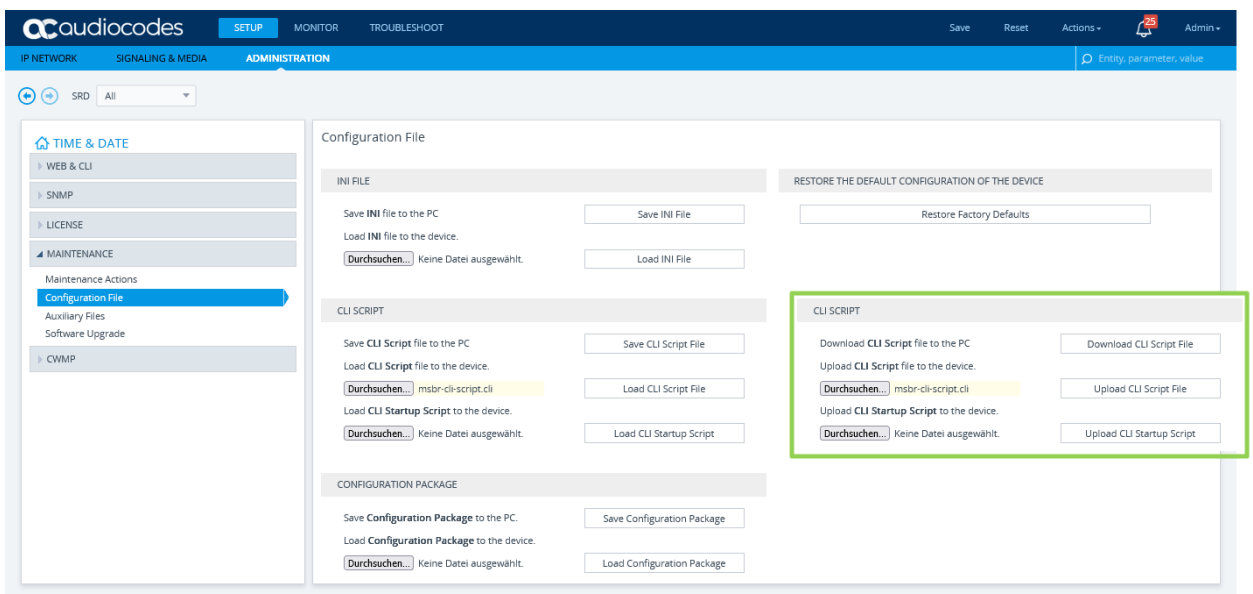 audiocodes SETUP MONITOR TROUBLESHOOT Save Reset Actions 25 Admin
IP NETWORK SIGNALING & MEDIA ADMINISTRATION Entity, parameter, value
SRD All
TIME & DATE
WEB & CLI
SNMP
LICENSE
MAINTENANCE
Maintenance Actions
Configuration File
Auxiliary Files
Software Upgrade
CWMP
Configuration File
INI FILE
Save INI file to the PC Save INI File
Load INI file to the device.
Durchsuchen... Keine Datei ausgewählt. Load INI File
RESTORE THE DEFAULT CONFIGURATION OF THE DEVICE
Restore Factory Defaults
CLI SCRIPT
Save CLI Script file to the PC Save CLI Script File
Load CLI Script file to the device.
Durchsuchen... msbr-cli-script.cli Load CLI Script File
Load CLI Startup Script to the device.
Durchsuchen... Keine Datei ausgewählt. Load CLI Startup Script
CLI SCRIPT
Download CLI Script file to the PC Download CLI Script File
Upload CLI Script file to the device.
Durchsuchen... msbr-cli-script.cli Upload CLI Script File
Upload CLI Startup Script to the device.
Durchsuchen... Keine Datei ausgewählt. Upload CLI Startup Script
CONFIGURATION PACKAGE
Save Configuration Package to the PC. Save Configuration Package
Load Configuration Package to the device.
Durchsuchen... Keine Datei ausgewählt. Load Configuration Package